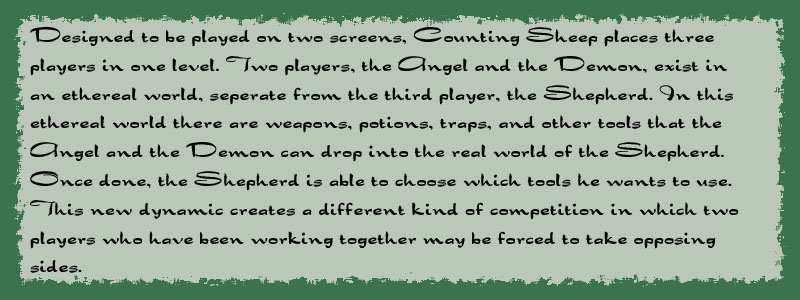 Designed to be played on two screens, Counting Sheep places three
players in one level. Two players, the Angel and the Demon, exist in
an ethereal world, seperate from the third player, the Shepherd. In this
ethereal world there are weapons, potions, traps, and other tools that the
Angel and the Demon can drop into the real world of the Shepherd.
Once done, the Shepherd is able to choose which tools he wants to use.
This new dynamic creates a different kind of competition in which two
players who have been working together may be forced to take opposing
sides.